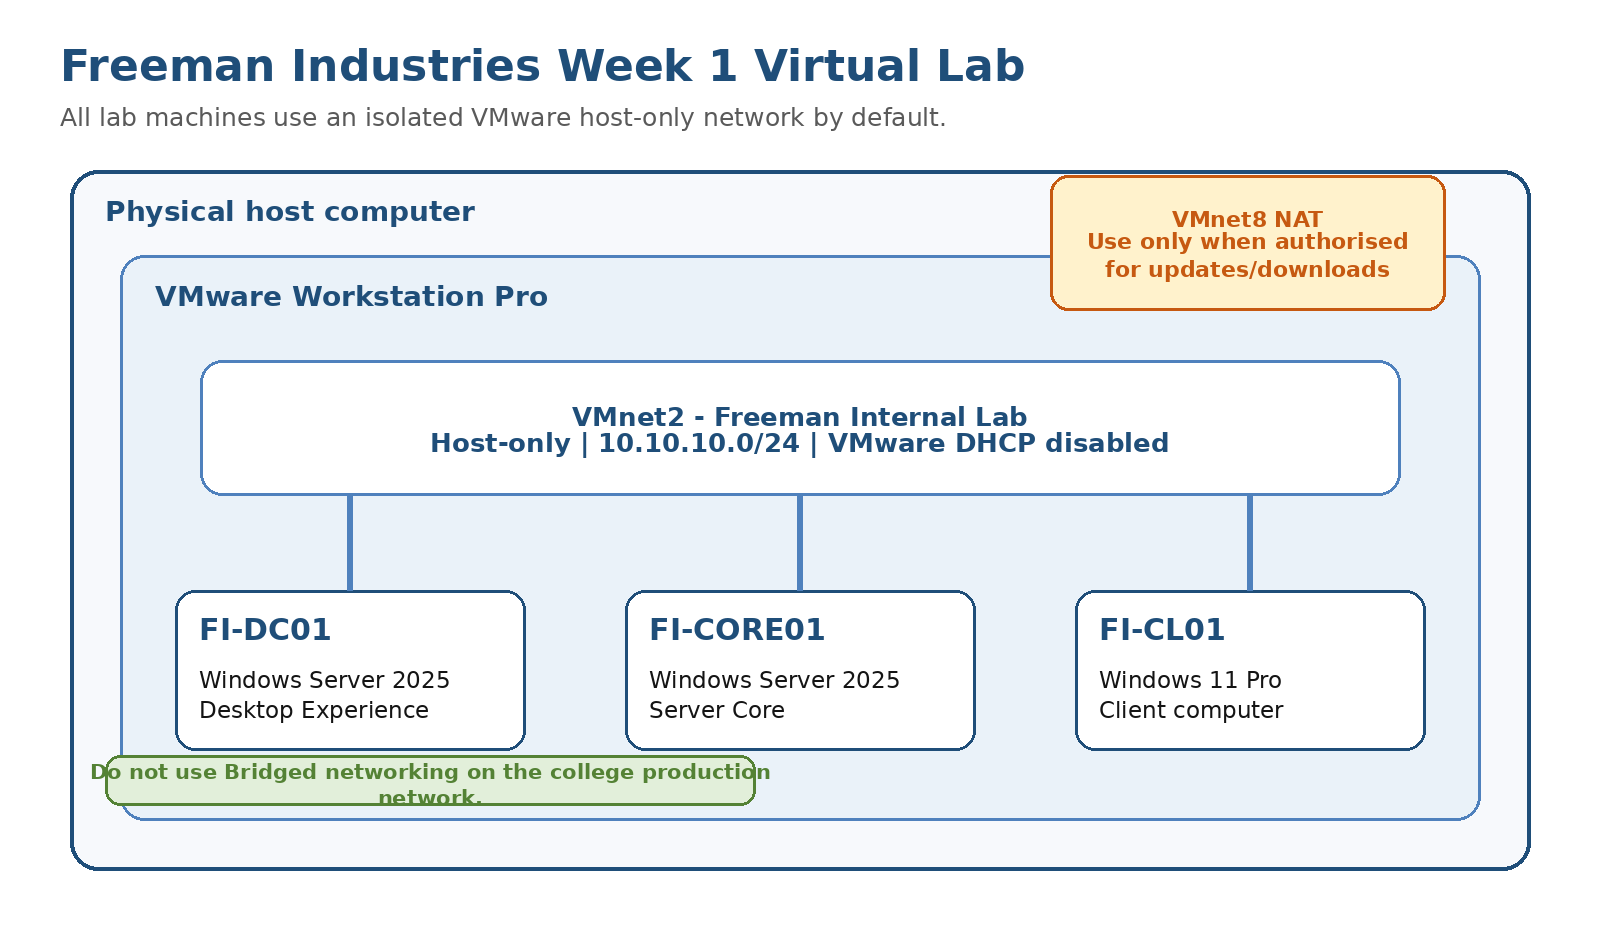 Freeman Industries Week 1 Virtual Lab
All lab machines use an isolated VMware host-only network by default.
Physical host computer
VMnet8 NAT
Use only when authorised
for updates/downloads
VMware Workstation Pro
VMnet2 - Freeman Internal Lab
Host-only | 10.10.10.0/24 | VMware DHCP disabled
FI-DC01
Windows Server 2025
Desktop Experience
FI-CORE01
Windows Server 2025
Server Core
FI-CL01
Windows 11 Pro
Client computer
Do not use Bridged networking on the college production
network.